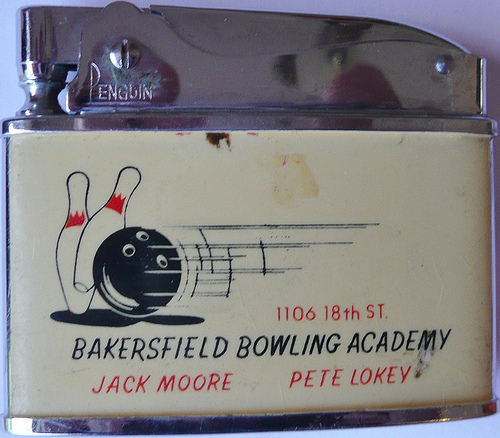 PENGUIN
1106 18th ST.
BAKERSFIELD BOWLING ACADEMY
JACK MOORE PETE LOKEY